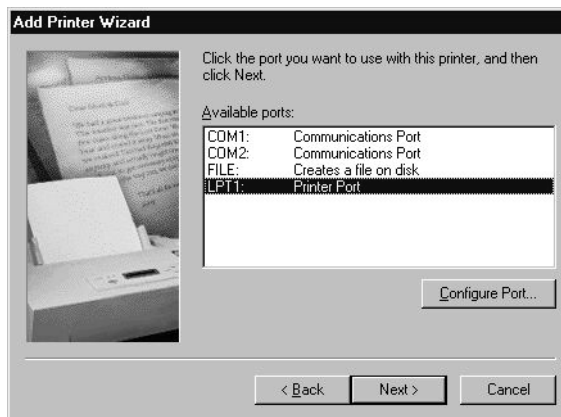 Add Printer Wizard
Click the port you want to use with this printer, and then
click Next.
Available ports:
COM1: Communications Port
COM2: Communications Port
FILE: Creates a file on disk
LPT1: Printer Port
Configure Port...
< Back Next > Cancel